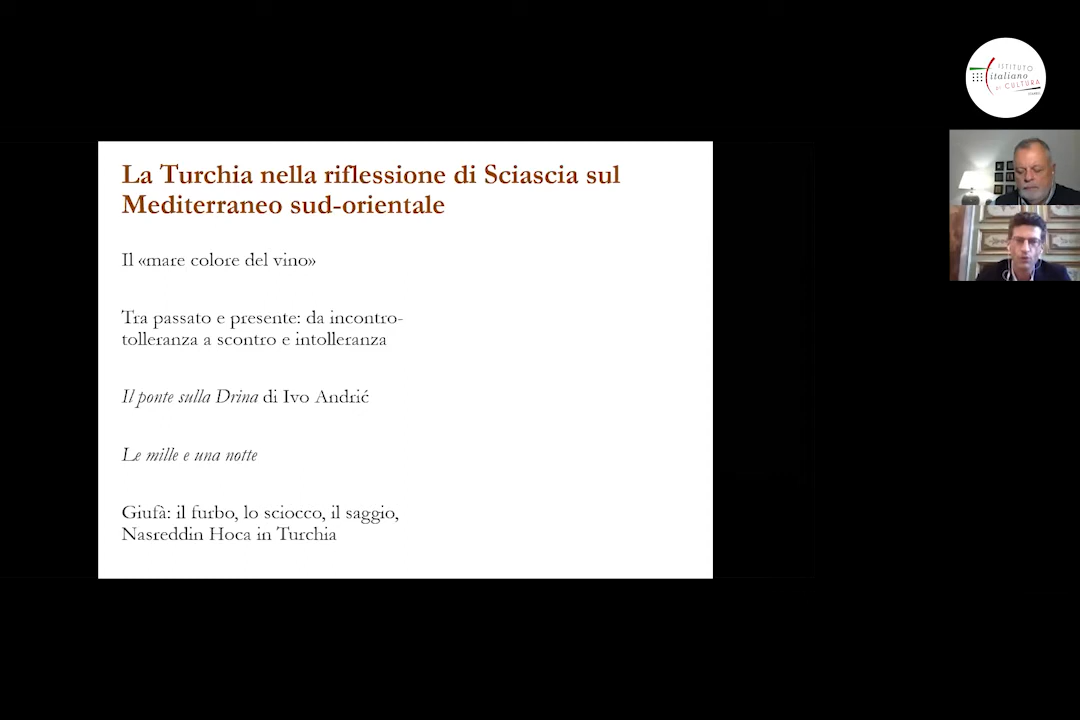 La Turchia nella riflessione di Sciascia sul
Mediterraneo sud-orientale
Il «mare colore del vino»
Tra passato e presente: da incontro-
tolleranza a scontro e intolleranza
Il ponte sulla Drina di Ivo Andrić
Le mille e una notte
Giufà: il furbo, lo sciocco, il saggio,
Nasreddin Hoca in Turchia
ISTITUTO
italiano
DI CULTURA